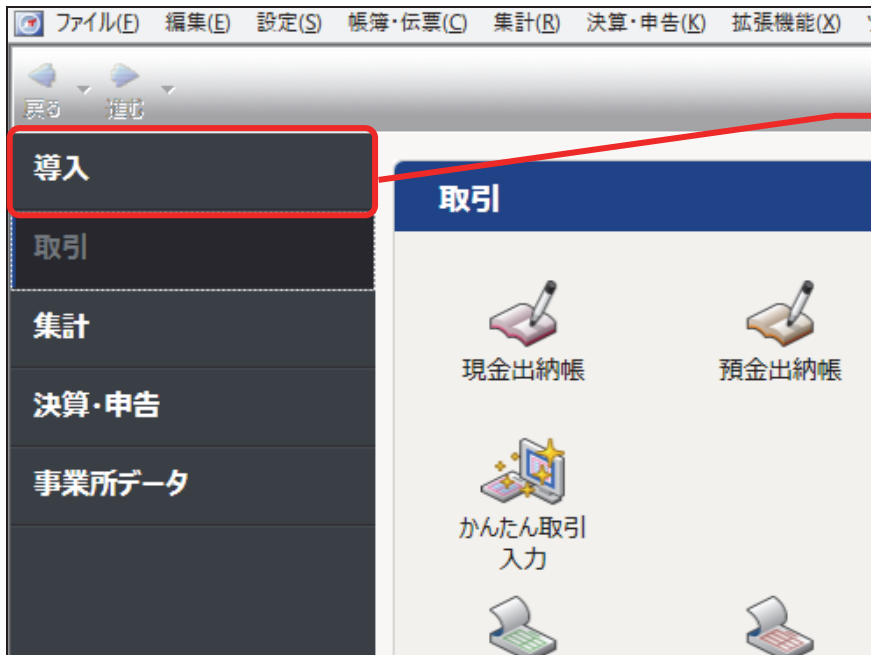 ファイル(F) 編集(E) 設定(S) 帳簿・伝票(C) 集計(R) 決算・申告(K) 拡張機能(X)
戻る 進む
導入
取引
取引
集計
現金出納帳 預金出納帳
決算・申告
事業所データ
かんたん取引
入力